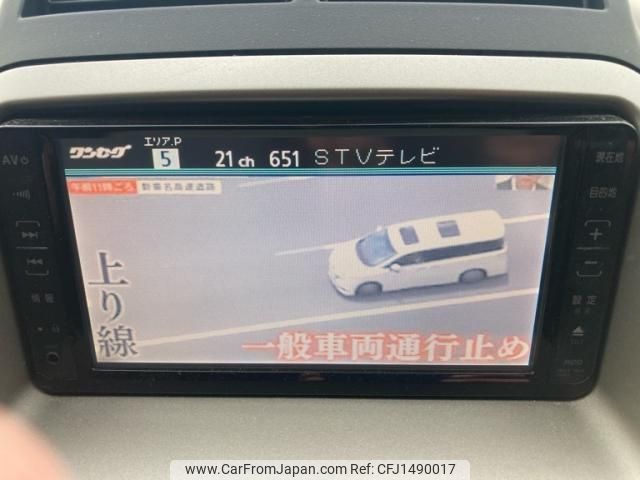 ワンセグ エリア.P 5 21ch 651 STVテレビ
AV
午前11時ごろ 新東名高速道路
上り線
一般車両通行止め
情報
現在地
目的地
+
-
設定
HDD
www.CarFromJapan.com - CFJ1490017